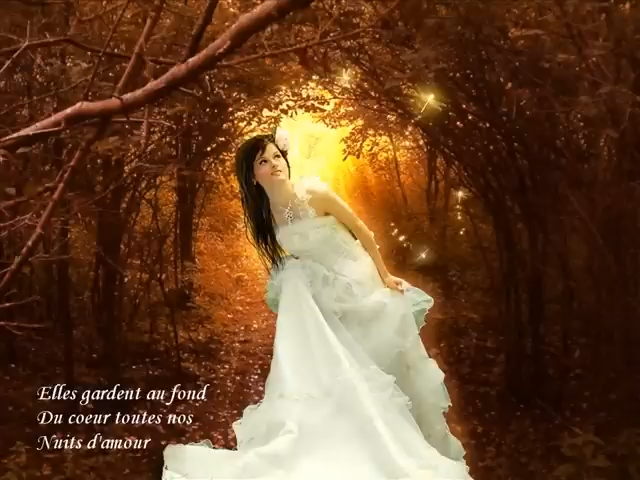 Elles gardent au fond
Du coeur toutes nos
Nuits d'amour